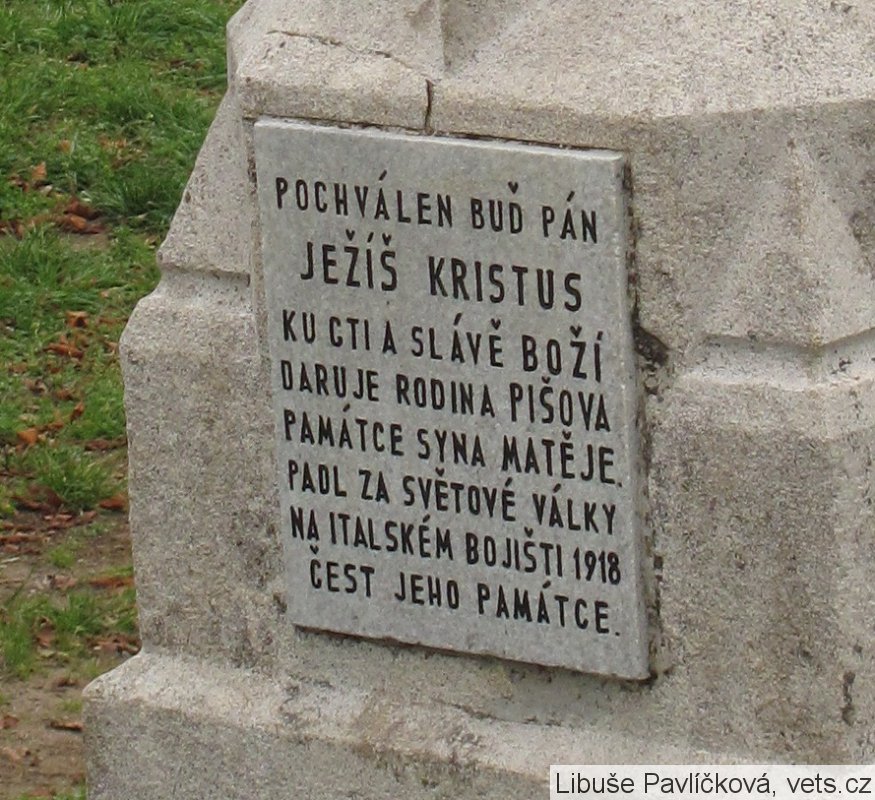 POCHVÁLEN BUĎ PÁN
JEŽÍŠ KRISTUS
KU CTI A SLÁVĚ BOŽÍ
DARUJE RODINA PIŠOVA
PAMÁTCE SYNA MATĚJE.
PADL ZA SVĚTOVÉ VÁLKY
NA ITALSKÉM BOJIŠTI 1918
ČEST JEHO PAMÁTCE.
Libuše Pavlíčková, vets.cz